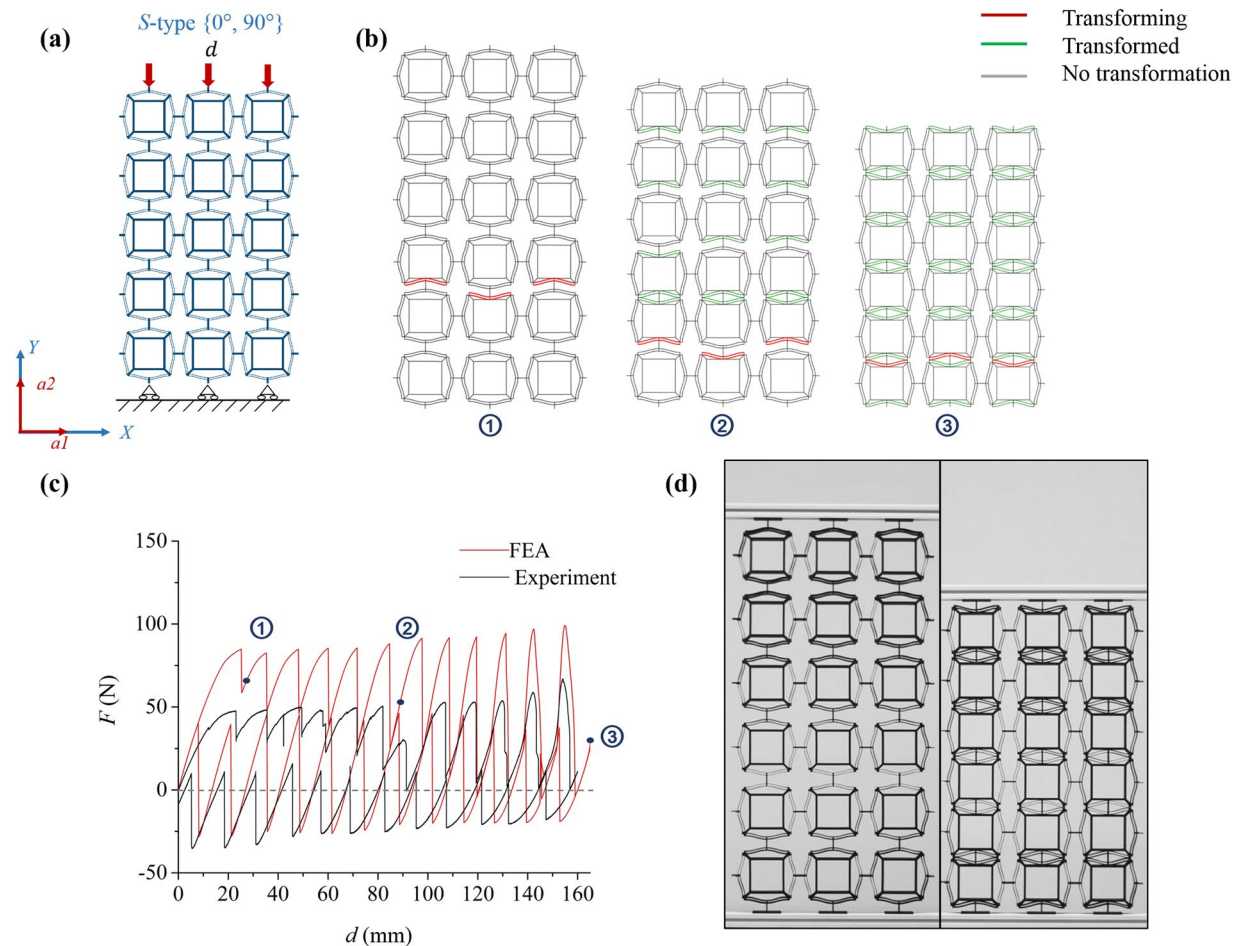 (a)
S-type {0°, 90°}
d
Y
a2
a1
X
(b)
Transforming
Transformed
No transformation
1
2
3
(c)
150
100
50
0
-50
F (N)
FEA
Experiment
1
2
3
0 20 40 60 80 100 120 140 160
d (mm)
(d)